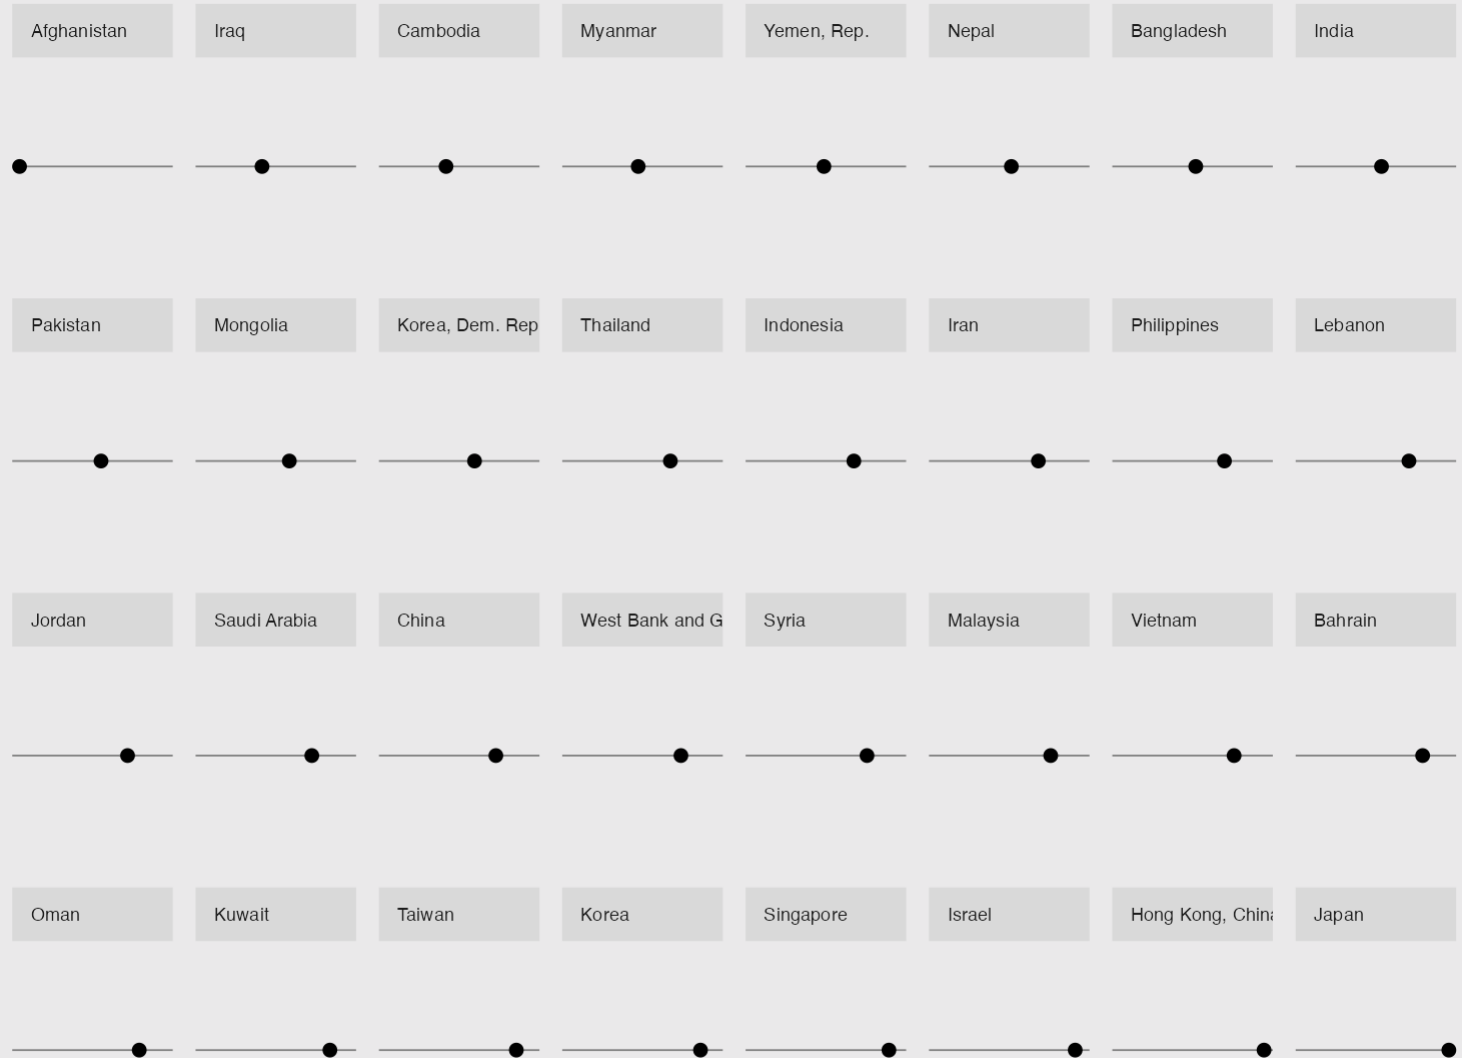 Afghanistan
Iraq
Cambodia
Myanmar
Yemen, Rep.
Nepal
Bangladesh
India
Pakistan
Mongolia
Korea, Dem. Rep
Thailand
Indonesia
Iran
Philippines
Lebanon
Jordan
Saudi Arabia
China
West Bank and G
Syria
Malaysia
Vietnam
Bahrain
Oman
Kuwait
Taiwan
Korea
Singapore
Israel
Hong Kong, China
Japan